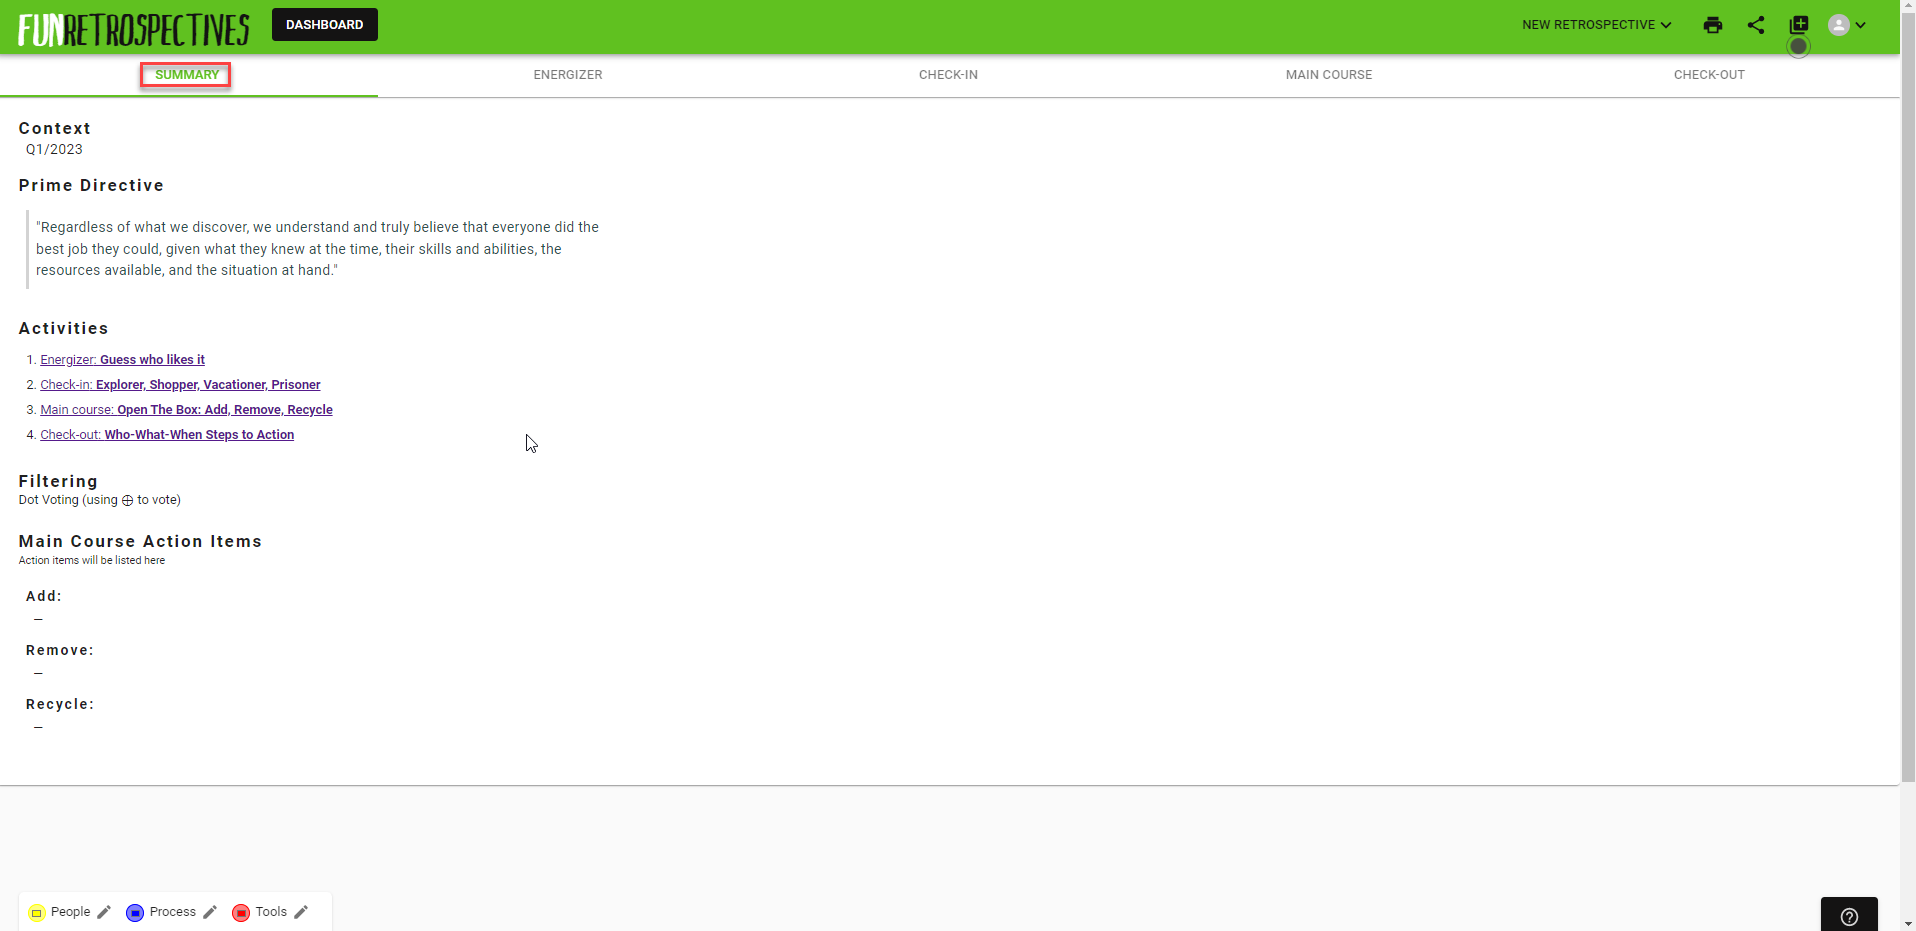 FUNRETROSPECTIVES
DASHBOARD
NEW RETROSPECTIVE
SUMMARY
ENERGIZER
CHECK-IN
MAIN COURSE
CHECK-OUT
Context
Q1/2023
Prime Directive
"Regardless of what we discover, we understand and truly believe that everyone did the
best job they could, given what they knew at the time, their skills and abilities, the
resources available, and the situation at hand."
Activities
1. Energizer: Guess who likes it
2. Check-in: Explorer, Shopper, Vacationer, Prisoner
3. Main course: Open The Box: Add, Remove, Recycle
4. Check-out: Who-What-When Steps to Action
Filtering
Dot Voting (using ⊕ to vote)
Main Course Action Items
Action items will be listed here
Add:
—
Remove:
—
Recycle:
—
People
Process
Tools